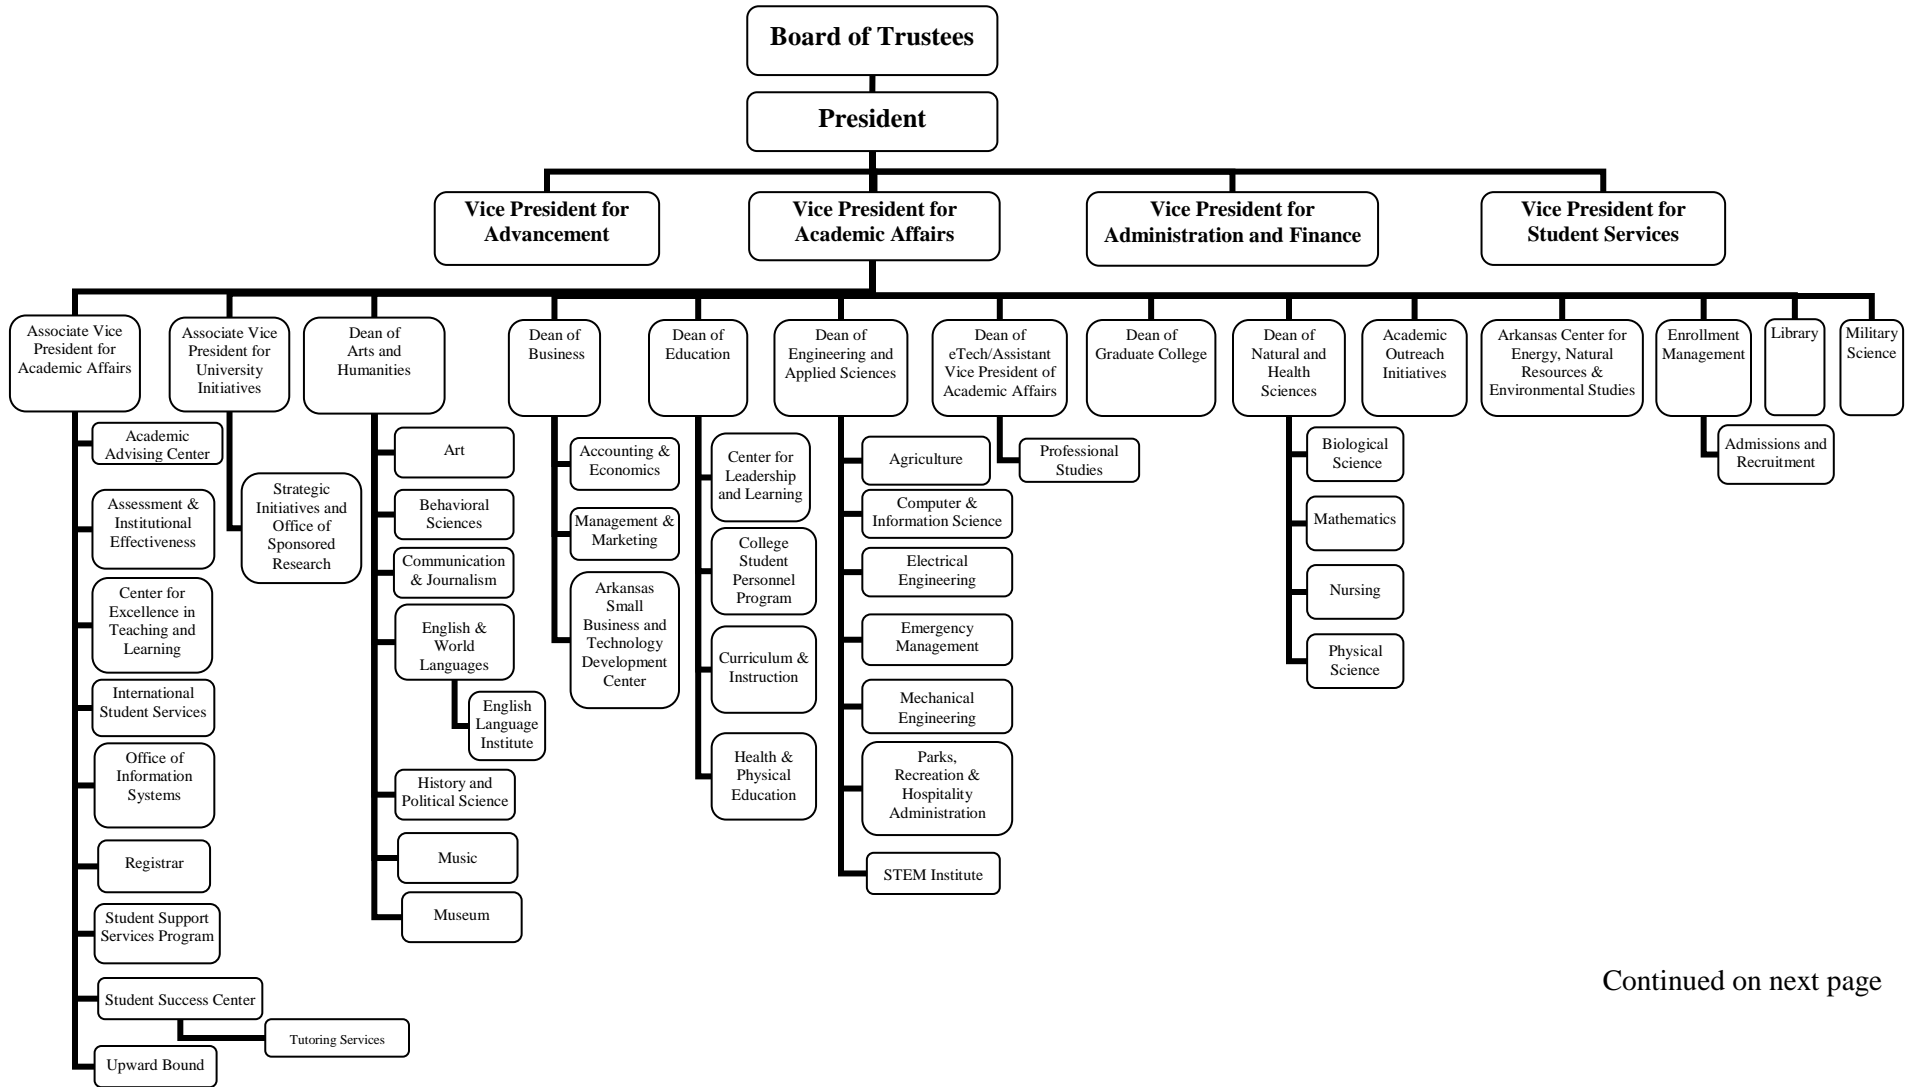 Board of Trustees
President
Vice President for
Advancement
Vice President for
Academic Affairs
Vice President for
Administration and Finance
Vice President for
Student Services
Associate Vice
President for
Academic Affairs
Associate Vice
President for
University
Initiatives
Dean of
Arts and
Humanities
Dean of
Business
Dean of
Education
Dean of
Engineering and
Applied Sciences
Dean of
eTech/Assistant
Vice President of
Academic Affairs
Dean of
Graduate College
Dean of
Natural and
Health
Sciences
Academic
Outreach
Initiatives
Arkansas Center for
Energy, Natural
Resources &
Environmental Studies
Enrollment
Management
Library
Military
Science
Academic
Advising Center
Assessment &
Institutional
Effectiveness
Center for
Excellence in
Teaching and
Learning
International
Student Services
Office of
Information
Systems
Registrar
Student Support
Services Program
Student Success Center
Tutoring Services
Upward Bound
Strategic
Initiatives and
Office of
Sponsored
Research
Art
Behavioral
Sciences
Communication
& Journalism
English &
World
Languages
English
Language
Institute
History and
Political Science
Music
Museum
Accounting &
Economics
Management &
Marketing
Arkansas
Small
Business and
Technology
Development
Center
Center for
Leadership
and Learning
College
Student
Personnel
Program
Curriculum &
Instruction
Health &
Physical
Education
Agriculture
Computer &
Information Science
Electrical
Engineering
Emergency
Management
Mechanical
Engineering
Parks,
Recreation &
Hospitality
Administration
STEM Institute
Professional
Studies
Biological
Science
Mathematics
Nursing
Physical
Science
Admissions and
Recruitment
Continued on next page